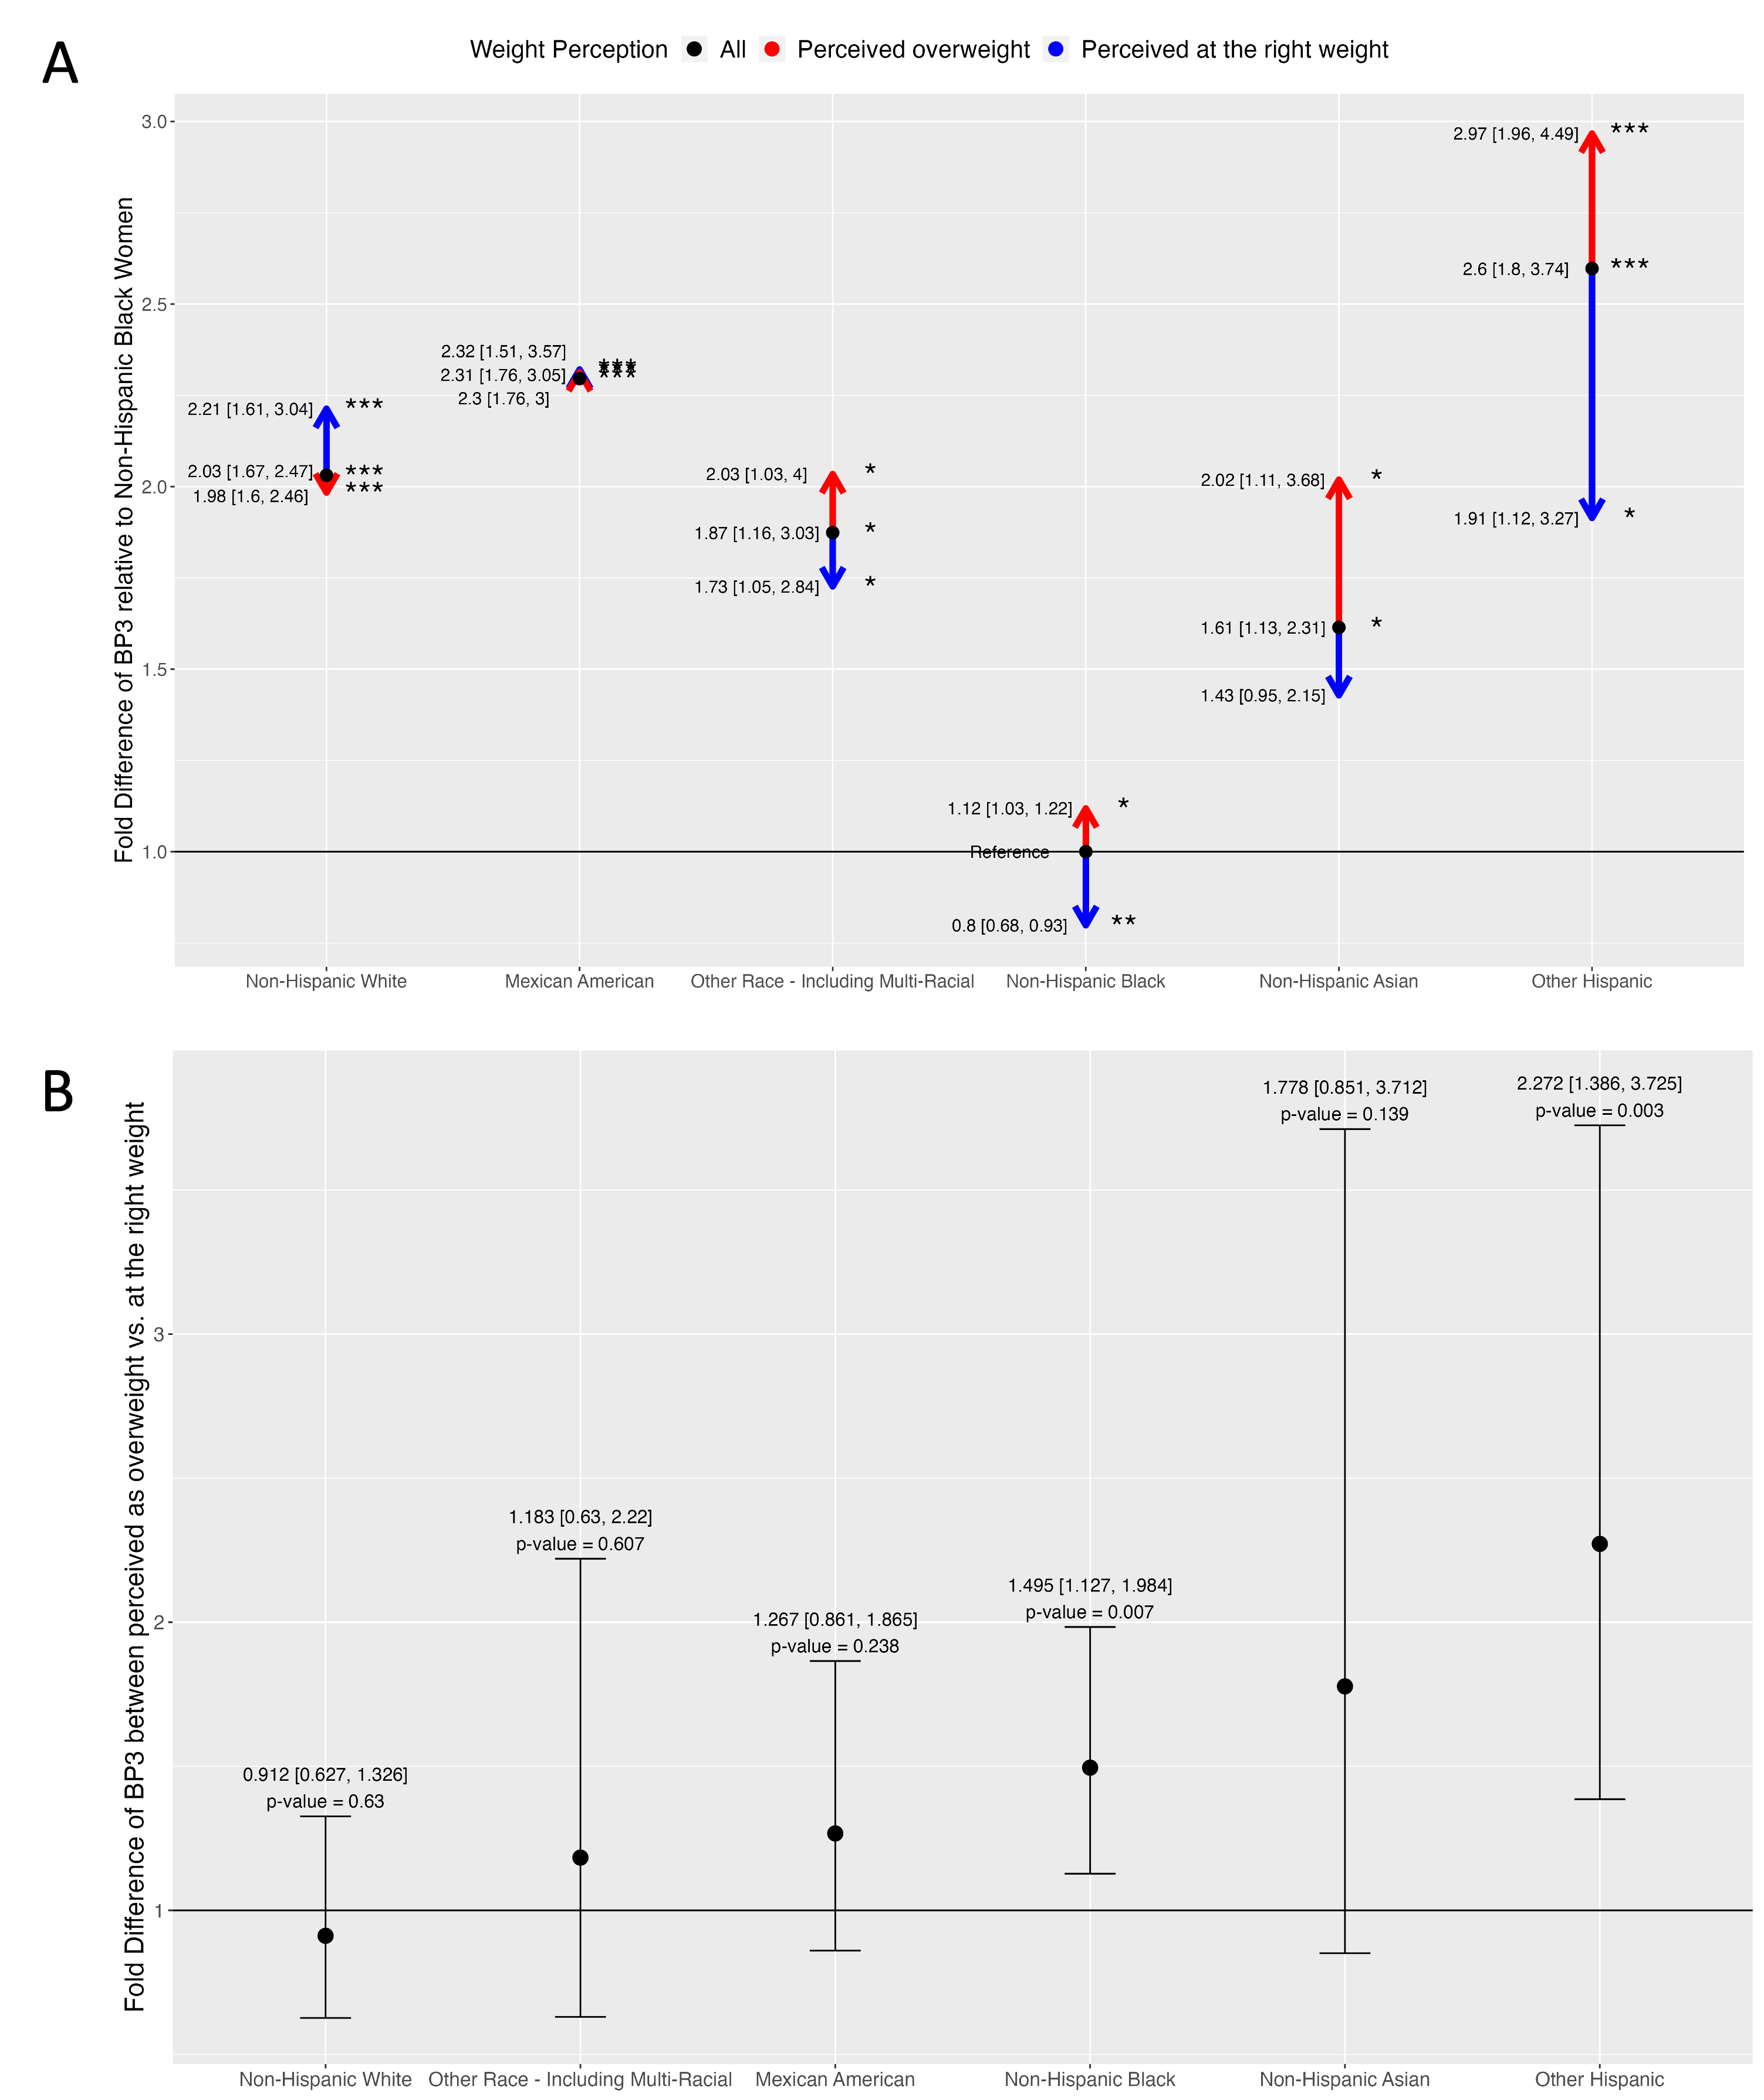 A
Weight Perception All Perceived overweight Perceived at the right weight
Fold Difference of BP3 relative to Non-Hispanic Black Women
3.0
2.5
2.0
1.5
1.0
2.21 [1.61, 3.04] ***
2.03 [1.67, 2.47] ***
1.98 [1.6, 2.46] ***
2.32 [1.51, 3.57] ***
2.31 [1.76, 3.05] ***
2.3 [1.76, 3] ***
2.03 [1.03, 4] *
1.87 [1.16, 3.03] *
1.73 [1.05, 2.84] *
1.12 [1.03, 1.22] *
Reference
0.8 [0.68, 0.93] **
2.02 [1.11, 3.68] *
1.61 [1.13, 2.31] *
1.43 [0.95, 2.15]
2.97 [1.96, 4.49] ***
2.6 [1.8, 3.74] ***
1.91 [1.12, 3.27] *
Non-Hispanic White Mexican American Other Race - Including Multi-Racial Non-Hispanic Black Non-Hispanic Asian Other Hispanic
B
Fold Difference of BP3 between perceived as overweight vs. at the right weight
3
2
1
0.912 [0.627, 1.326]
p-value = 0.63
1.183 [0.63, 2.22]
p-value = 0.607
1.267 [0.861, 1.865]
p-value = 0.238
1.495 [1.127, 1.984]
p-value = 0.007
1.778 [0.851, 3.712]
p-value = 0.139
2.272 [1.386, 3.725]
p-value = 0.003
Non-Hispanic White Other Race - Including Multi-Racial Mexican American Non-Hispanic Black Non-Hispanic Asian Other Hispanic